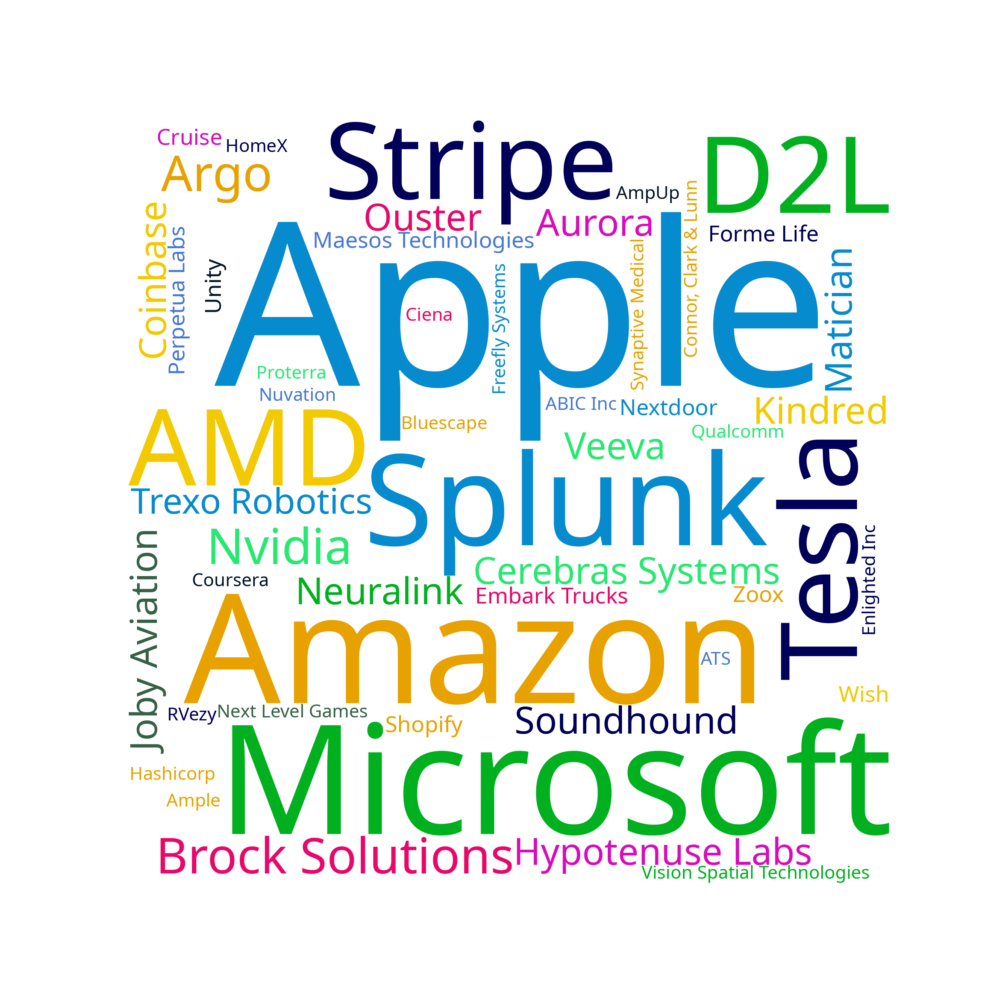 Stripe
D2L
Cruise
HomeX
Argo
AmpUp
Ouster
Aurora
Connor, Clark & Lunn
Forme Life
Coinbase
Perpetua Labs
Unity
Maesos Technologies
Apple
Synaptive Medical
Matician
Freefly Systems
Ciena
Proterra
Nuvation
ABIC Inc
Nextdoor
Kindred
AMD
Bluescape
Qualcomm
Veeva
Tesla
Splunk
Trexo Robotics
Nvidia
Cerebras Systems
Enlighted Inc
Joby Aviation
Coursera
Neuralink
Embark Trucks
Zoox
Amazon
ATS
Wish
RVezy
Next Level Games
Shopify
Soundhound
Microsoft
Hashicorp
Ample
Brock Solutions
Hypotenuse Labs
Vision Spatial Technologies